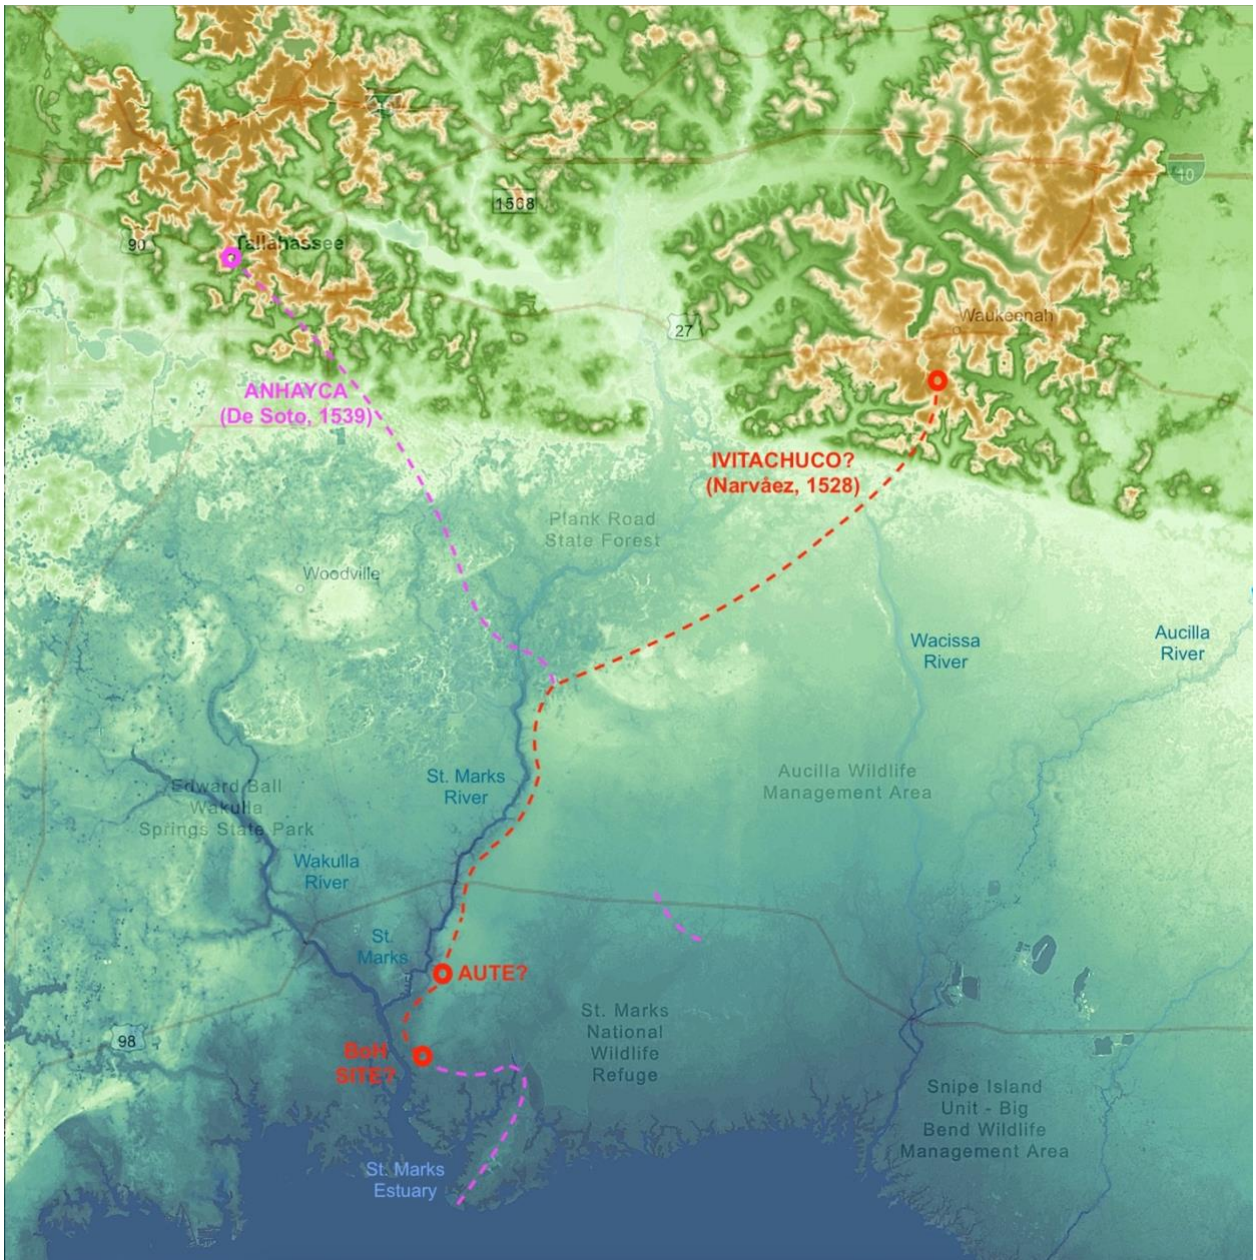 1568
10
90
Tallahassee
27
Waukeenah
ANHAYCA
(De Soto, 1539)
IVITACHUCO?
(Narváez, 1528)
Plank Road
State Forest
Woodville
Wacissa
River
Aucilla
River
St. Marks
River
Aucilla Wildlife
Management Area
Edward Ball
Wakulla
Springs State Park
Wakulla
River
St.
Marks
AUTE?
St. Marks
National
Wildlife
Refuge
98
BoH
SITE?
Snipe Island
Unit - Big
Bend Wildlife
Management Area
St. Marks
Estuary